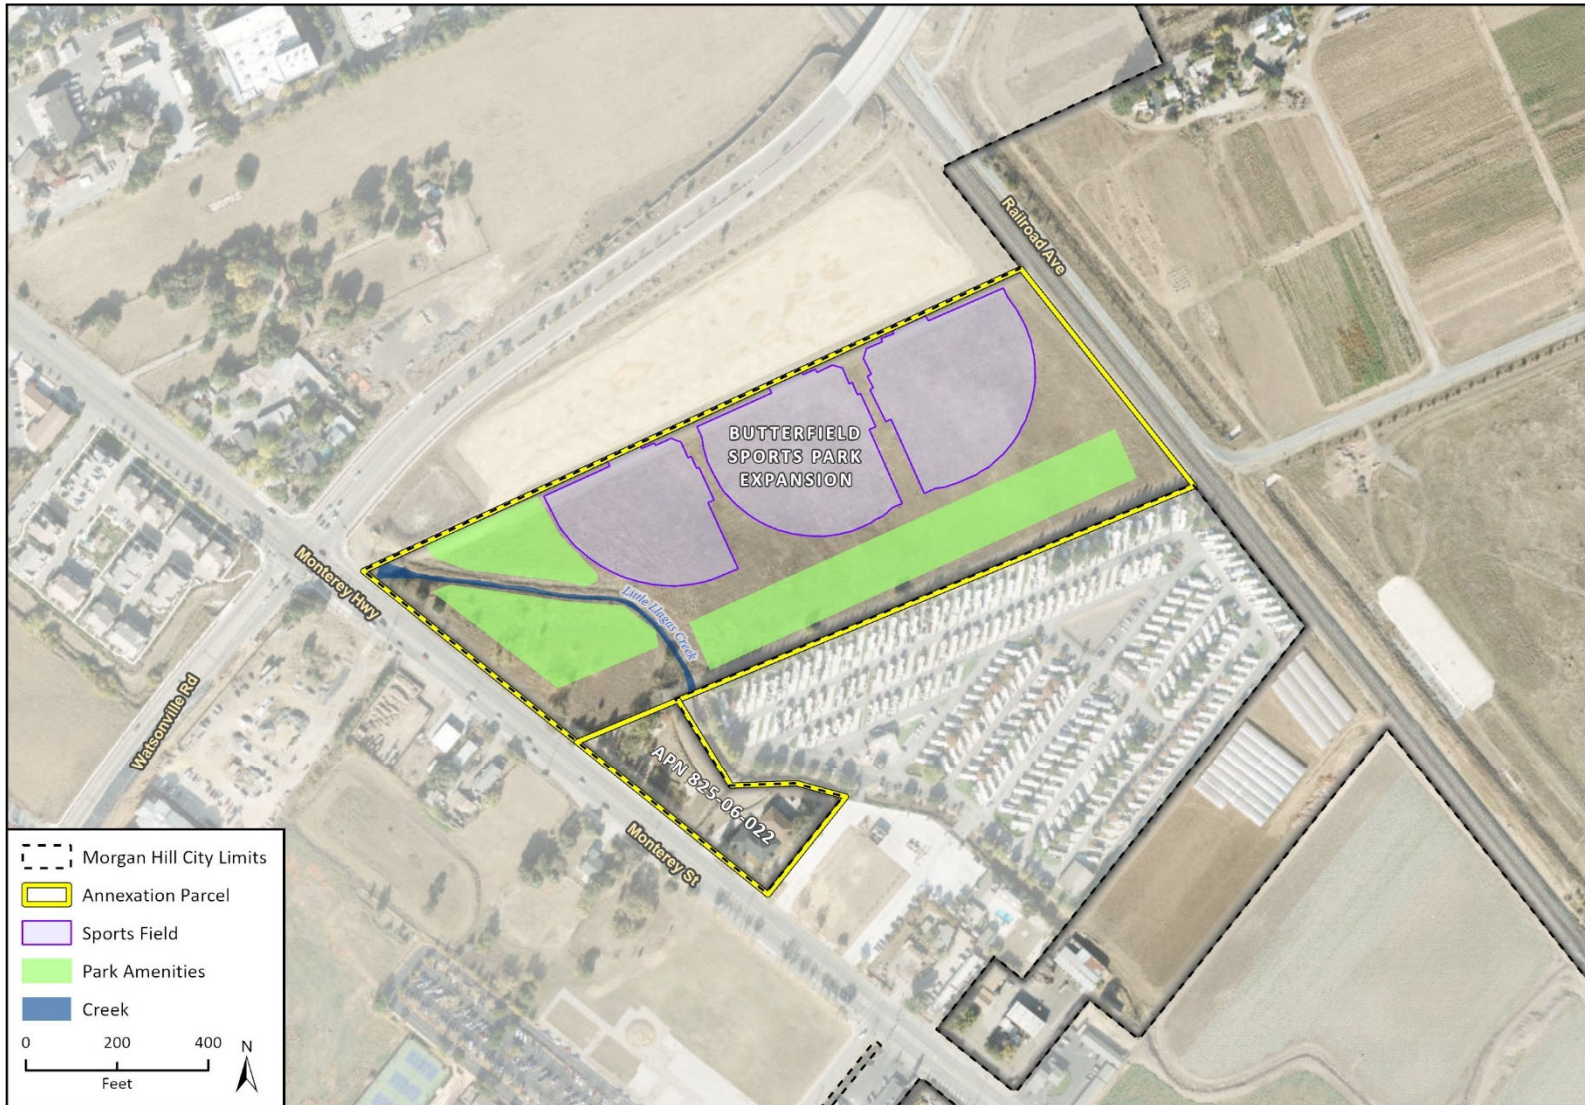 Railroad Ave
BUTTERFIELD
SPORTS PARK
EXPANSION
Monterey Hwy
Little Llagas Creek
Watsonville Rd
APN 825-06-022
Monterey St
Morgan Hill City Limits
Annexation Parcel
Sports Field
Park Amenities
Creek
0 200 400
Feet
N